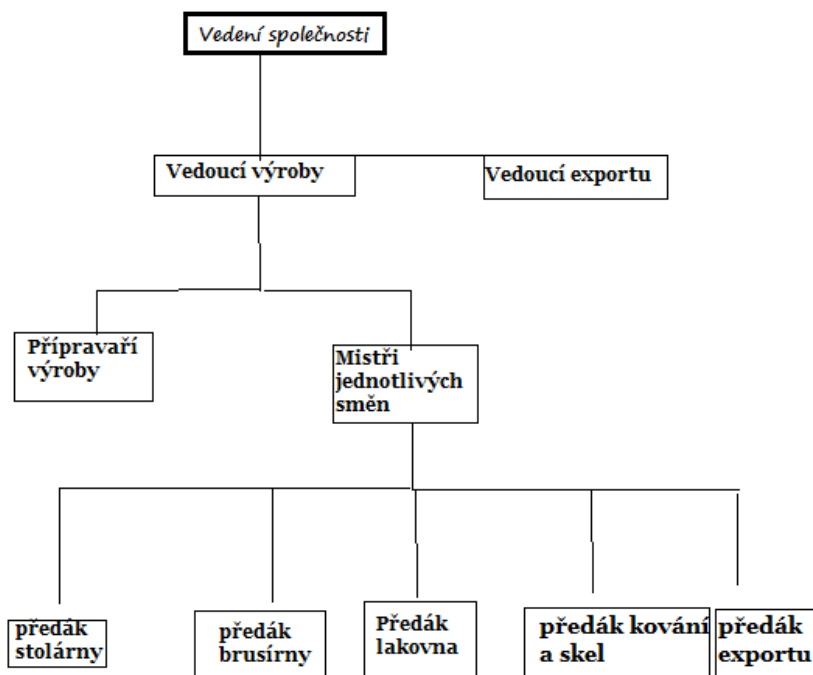 Vedení společnosti
Vedoucí výroby
Vedoucí exportu
Přípravaří
výroby
Mistři
jednotlivých
směn
předák
stolárny
předák
brusírny
Předák
lakovna
předák kování
a skel
předák
exportu